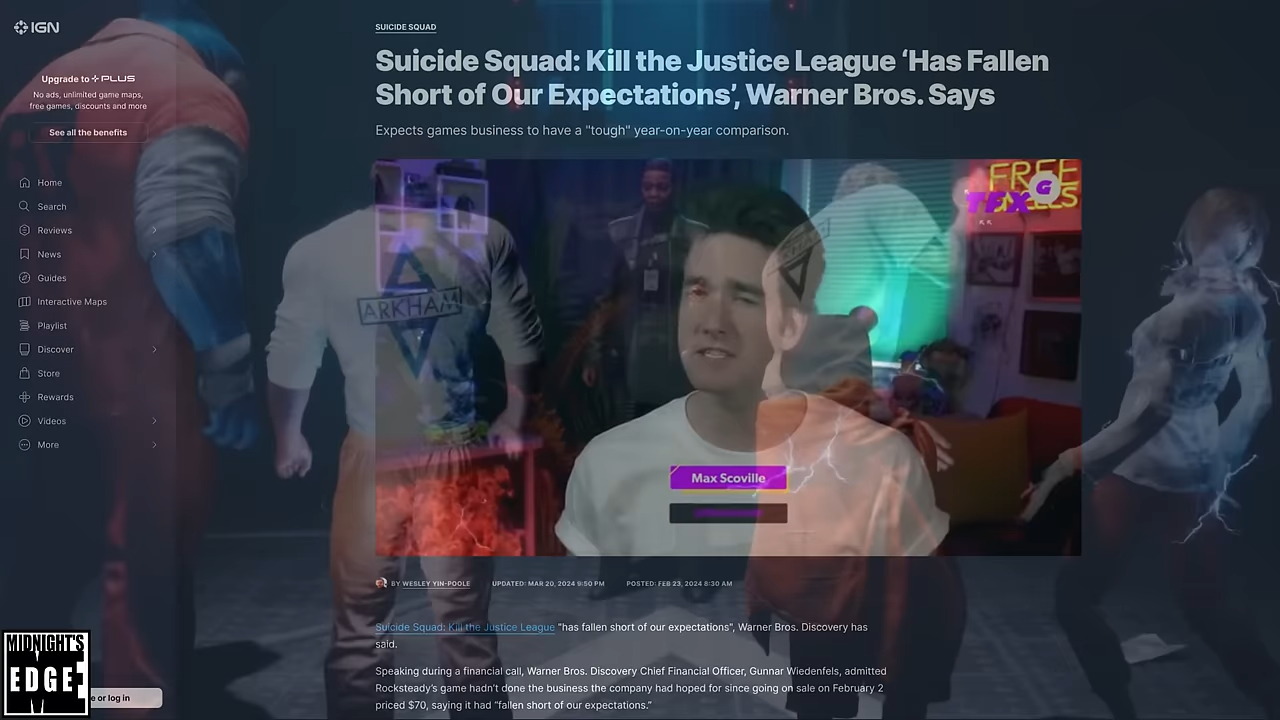 IGN
SUICIDE SQUAD
Suicide Squad: Kill the Justice League ‘Has Fallen
Short of Our Expectations’, Warner Bros. Says
Expects games business to have a "tough" year-on-year comparison.
Upgrade to PLUS
No ads, unlimited game maps,
free games, discounts and more
See all the benefits
Home
Search
Reviews
News
Guides
Interactive Maps
Playlist
Discover
Store
Rewards
Videos
More
FREE
G
ARKHAM
Max Scoville
BY WESLEY YIN-POOLE UPDATED: MAR 20, 2024 9:50 PM POSTED: FEB 23, 2024 8:30 AM
Suicide Squad: Kill the Justice League "has fallen short of our expectations", Warner Bros. Discovery has
said.
Speaking during a financial call, Warner Bros. Discovery Chief Financial Officer, Gunnar Wiedenfels, admitted
Rocksteady's game hadn't done the business the company had hoped for since going on sale on February 2
priced $70, saying it had "fallen short of our expectations."
MIDNIGHT'S
EDGE
e or log in